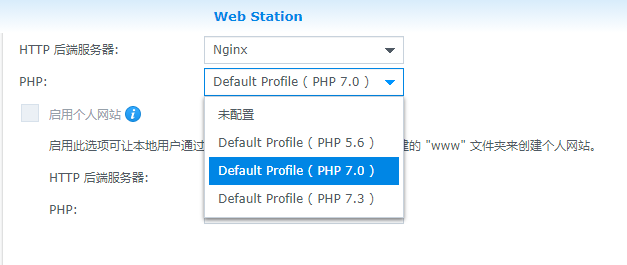 Web Station
HTTP 后端服务器: Nginx
PHP: Default Profile ( PHP 7.0 )
未配置
Default Profile ( PHP 5.6 )
Default Profile ( PHP 7.0 )
Default Profile ( PHP 7.3 )
启用个人网站
启用此选项可让本地用户通过 建的 "www" 文件夹来创建个人网站。
HTTP 后端服务器:
PHP: